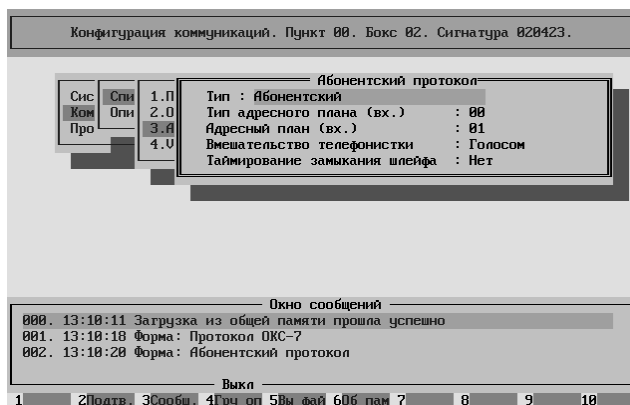 Конфигурация коммуникаций. Пункт 00. Бокс 02. Сигнатура 020423.
Абонентский протокол
Сис Спи 1.П Тип : Абонентский
Ком Опи 2.О Тип адресного плана (вх.) : 00
Про 3.А Адресный план (вх.) : 01
4.V Вмешательство телефонистки : Голосом
Таймирование замыкания шлейфа : Нет
Окно сообщений
000. 13:10:11 Загрузка из общей памяти прошла успешно
001. 13:10:18 Форма: Протокол ОКС-7
002. 13:10:20 Форма: Абонентский протокол
Выкл
1 2Подтв. 3Сообщ. 4Гру оп 5Вы фай 6Об пам 7 8 9 10